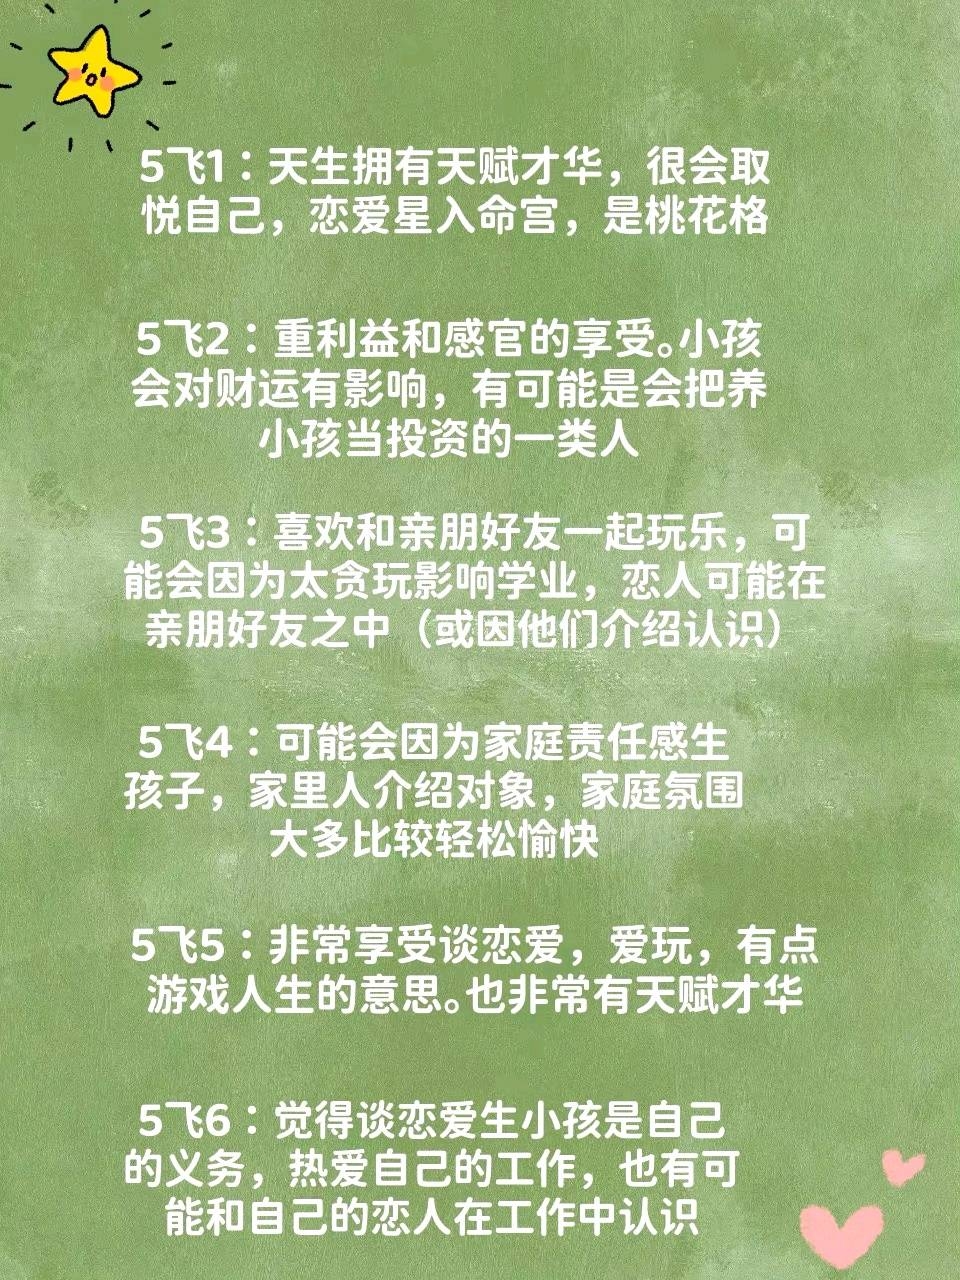 5飞1：天生拥有天赋才华，很会取
悦自己，恋爱星入命宫，是桃花格
5飞2：重利益和感官的享受。小孩
会对财运有影响，有可能是会把养
小孩当投资的一类人
5飞3：喜欢和亲朋好友一起玩乐，可
能会因为太贪玩影响学业，恋人可能在
亲朋好友之中（或因他们介绍认识）
5飞4：可能会因为家庭责任感生
孩子，家里人介绍对象，家庭氛围
大多比较轻松愉快
5飞5：非常享受谈恋爱，爱玩，有点
游戏人生的意思。也非常有天赋才华
5飞6：觉得谈恋爱生小孩是自己
的义务，热爱自己的工作，也有可
能和自己的恋人在工作中认识